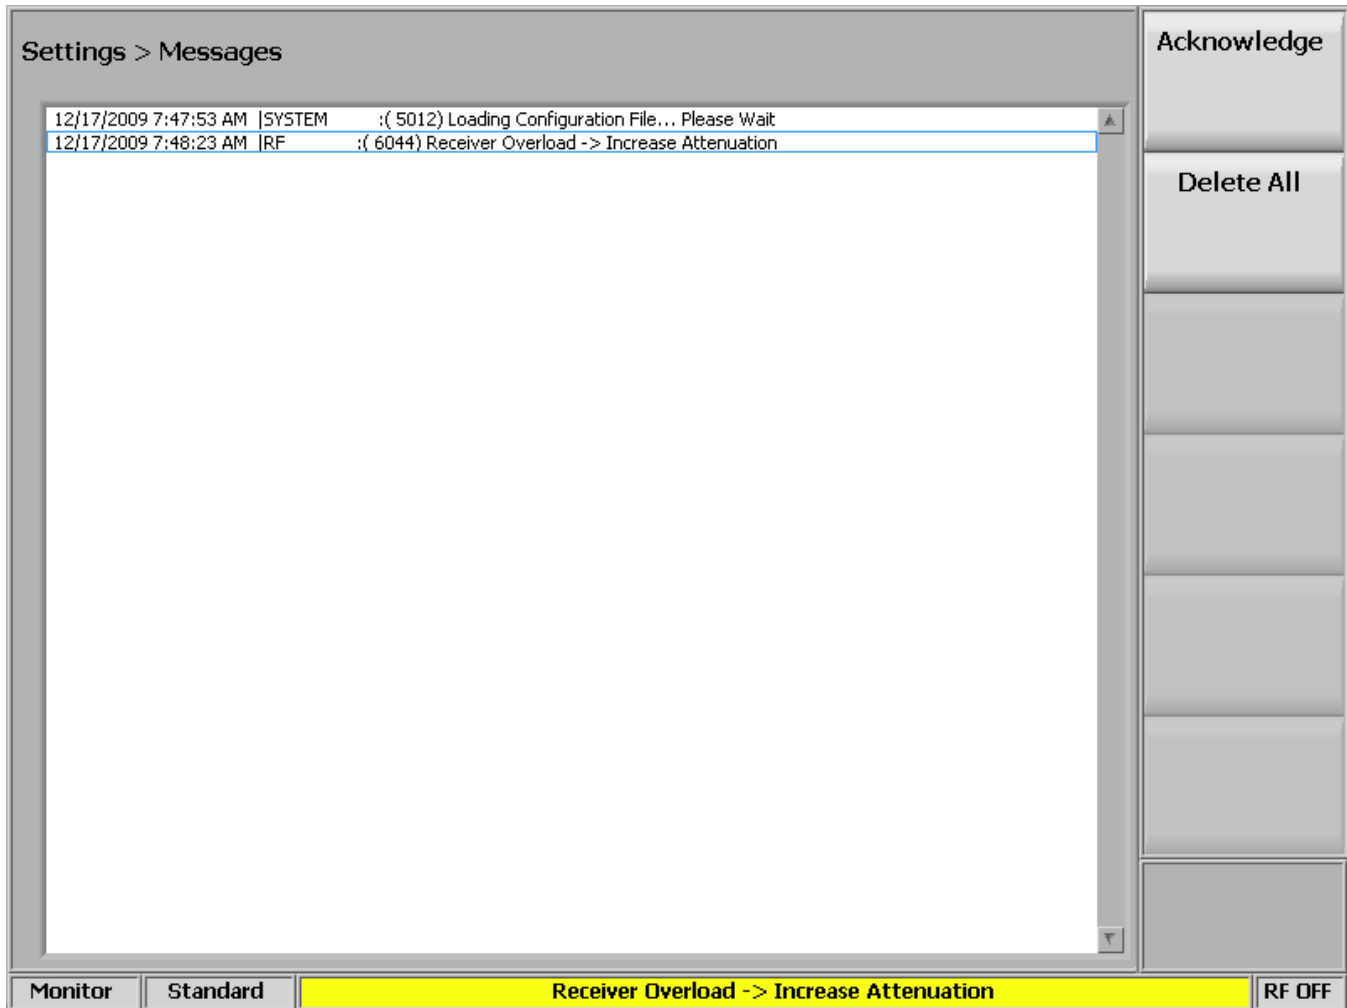 Settings > Messages
12/17/2009 7:47:53 AM |SYSTEM :( 5012) Loading Configuration File... Please Wait
12/17/2009 7:48:23 AM |RF :( 6044) Receiver Overload -> Increase Attenuation
Acknowledge
Delete All
Monitor
Standard
Receiver Overload -> Increase Attenuation
RF OFF